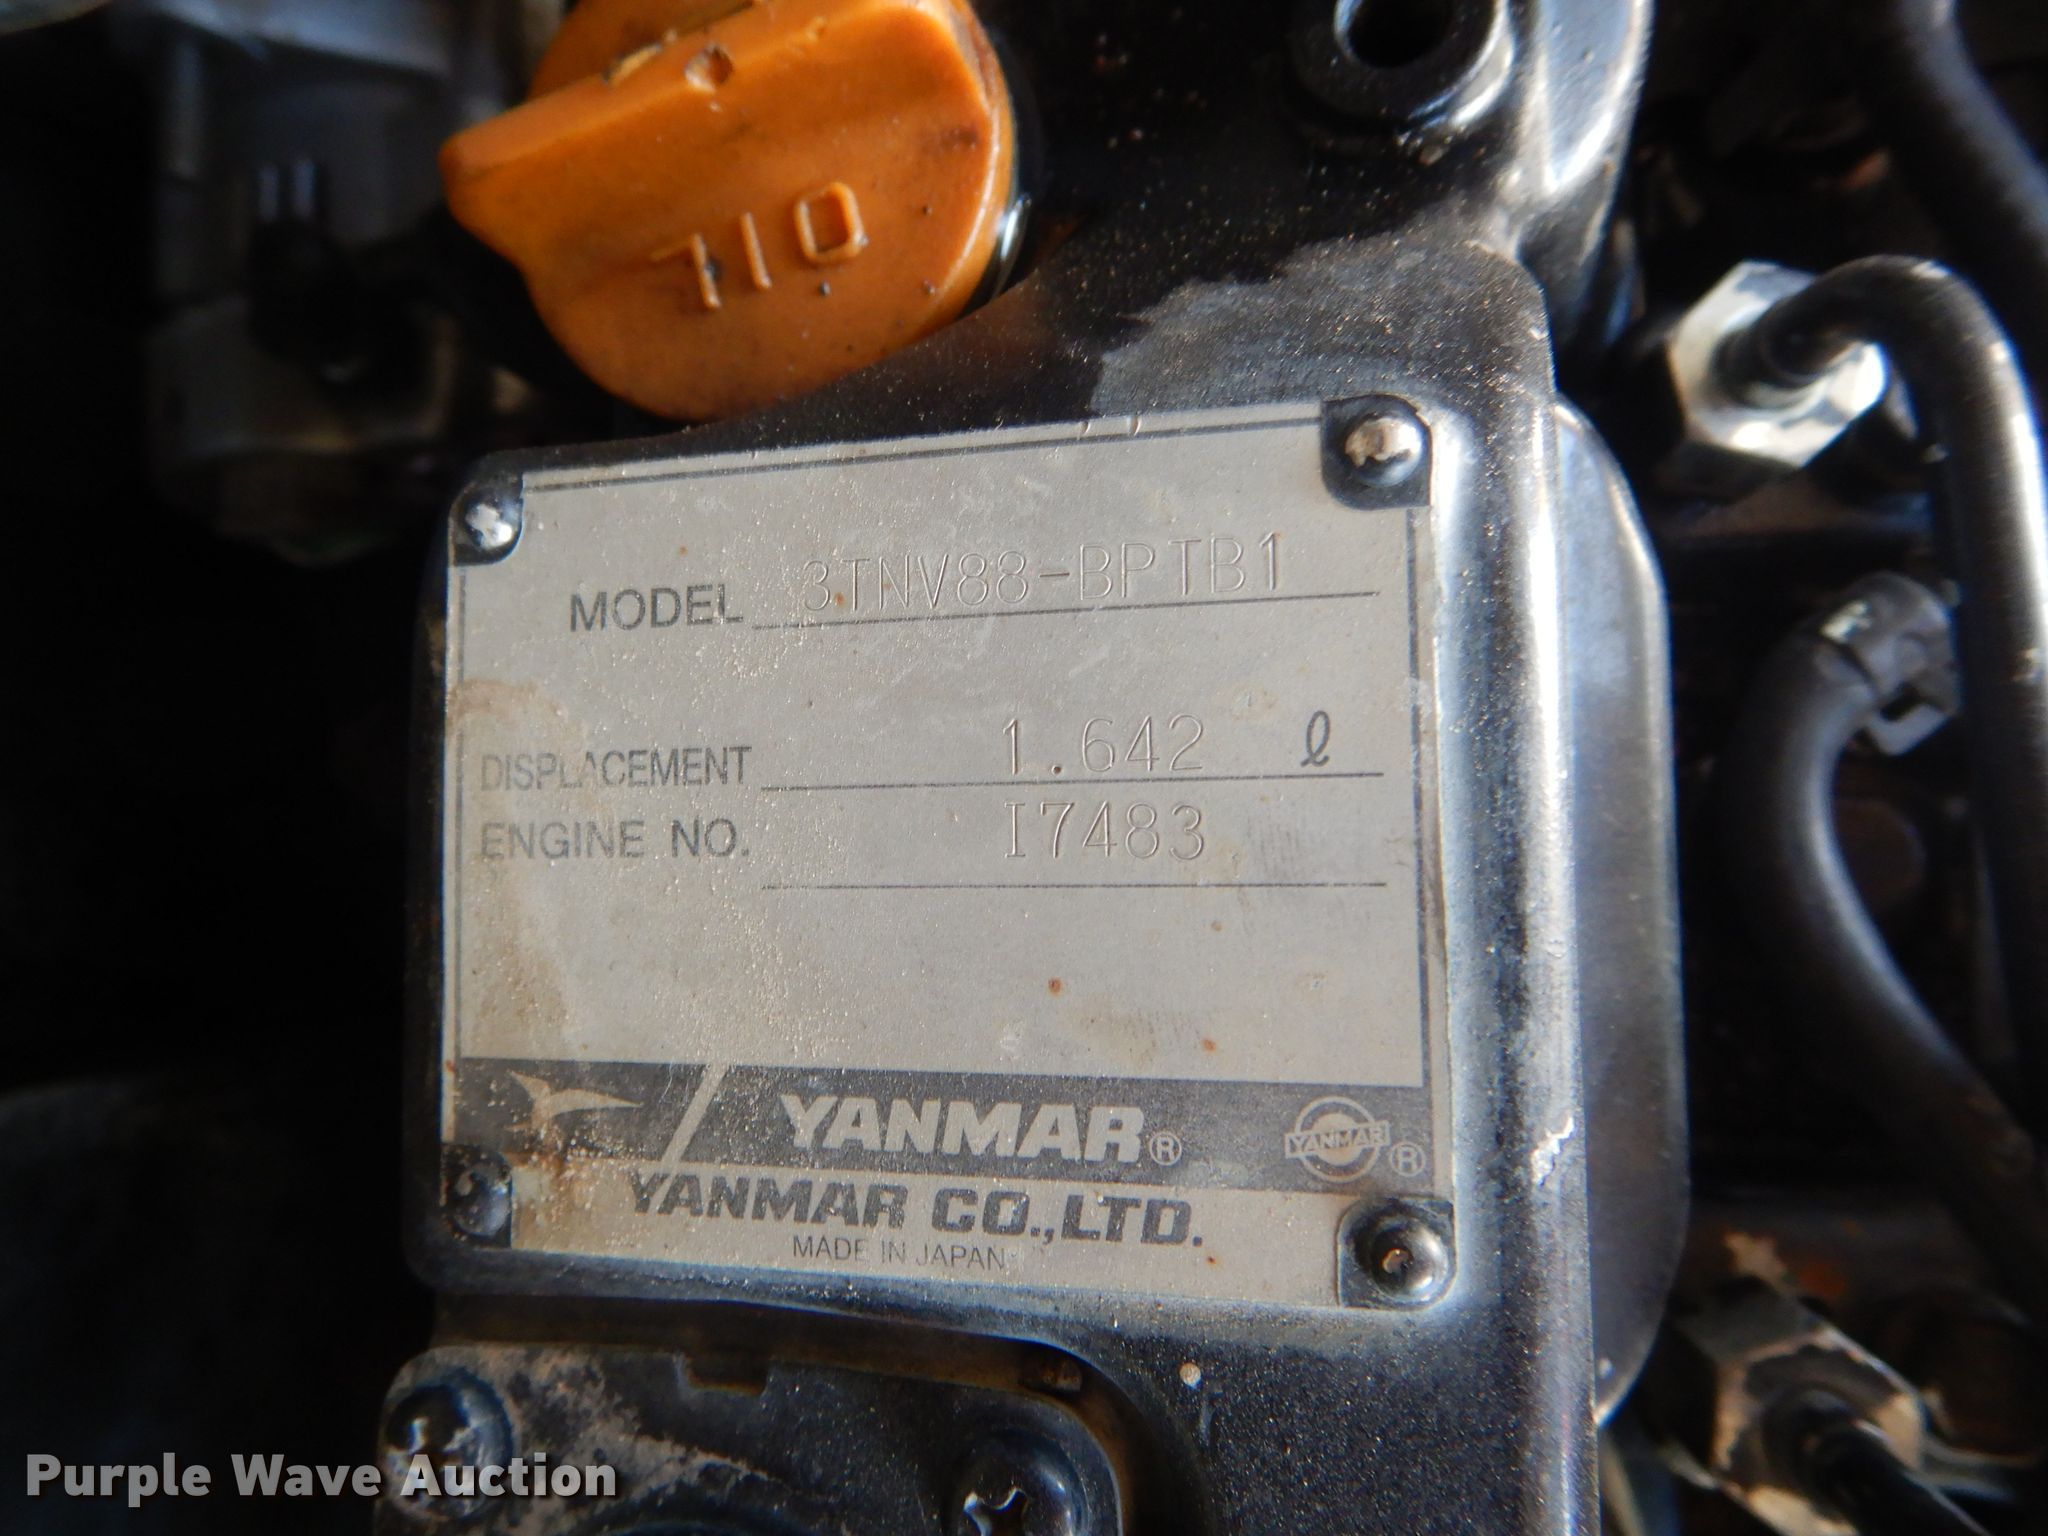 OIL
MODEL 3TNV88-BPTB1
DISPLACEMENT 1.642 ℓ
ENGINE NO. I7483
YANMAR® YANMAR ®
YANMAR CO.,LTD.
MADE IN JAPAN
Purple Wave Auction